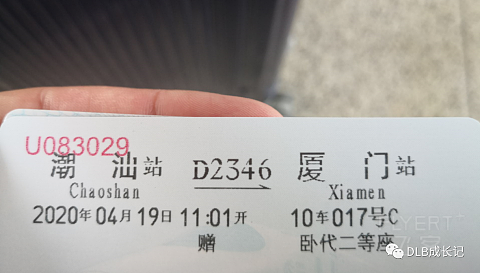 U083029
潮汕站 D2346 厦门站
Chaoshan Xiamen
2020年04月19日 11:01开 10车017号C
赠 卧代二等座
DLB成长记